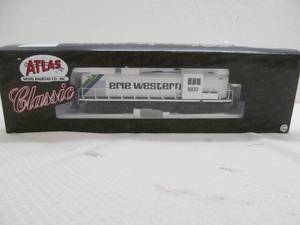 ATLAS
MODEL RAILROAD CO., INC.
Classic
erie western